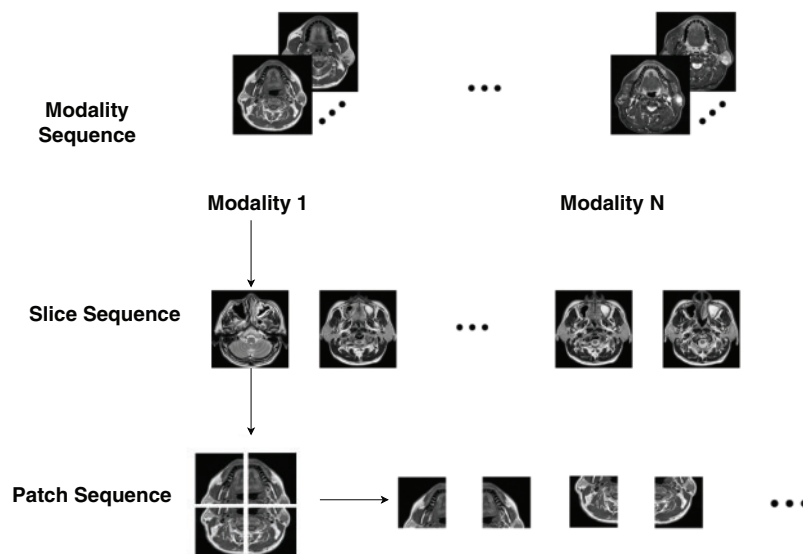 Modality
Sequence
Modality 1
Modality N
Slice Sequence
Patch Sequence